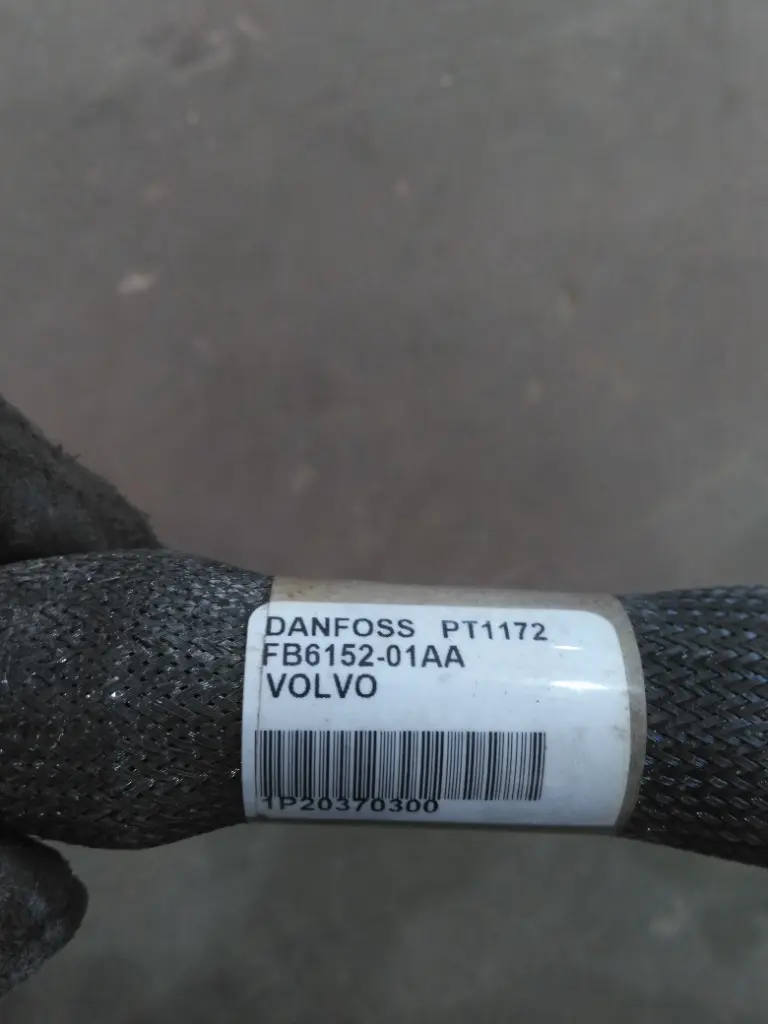 DANFOSS PT1172
FB6152-01AA
VOLVO
1P20370300